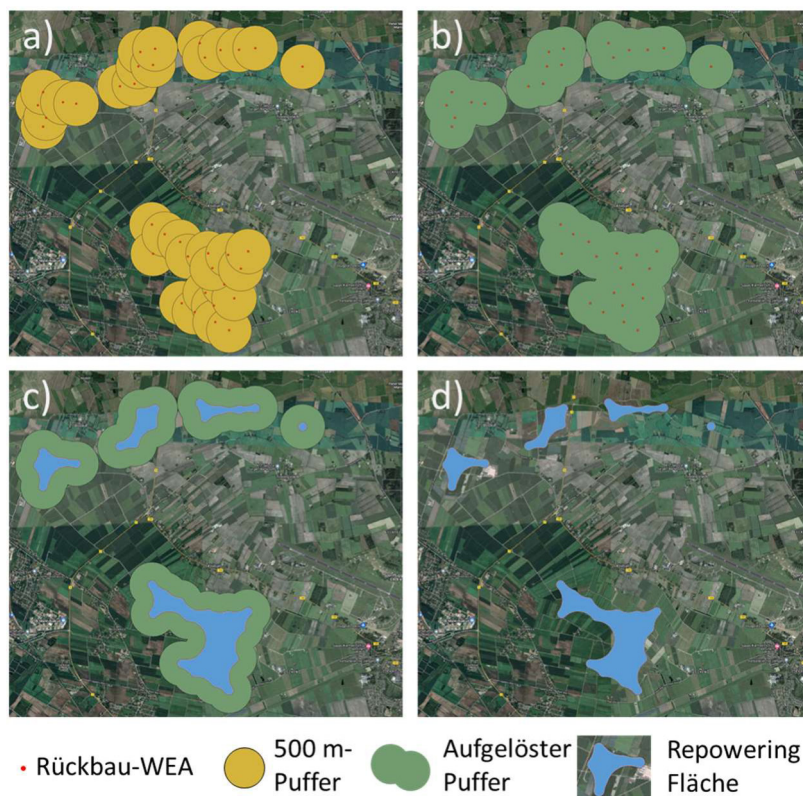 a)
b)
c)
d)
Rückbau-WEA
500 m-
Puffer
Aufgelöster
Puffer
Repowering
Fläche